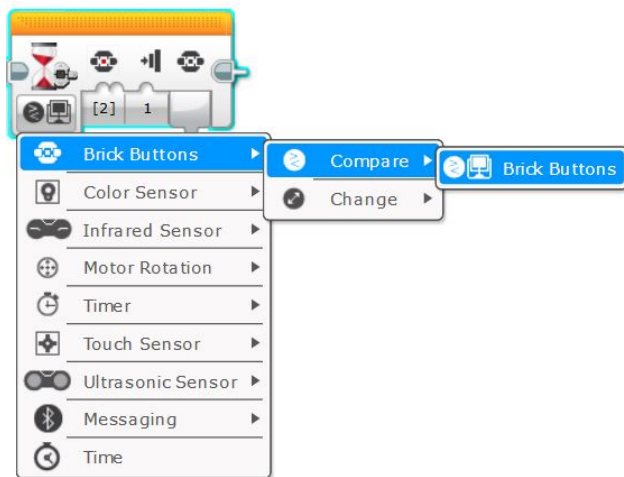 [2] 1
Brick Buttons
Compare
Brick Buttons
Color Sensor
Change
Infrared Sensor
Motor Rotation
Timer
Touch Sensor
Ultrasonic Sensor
Messaging
Time